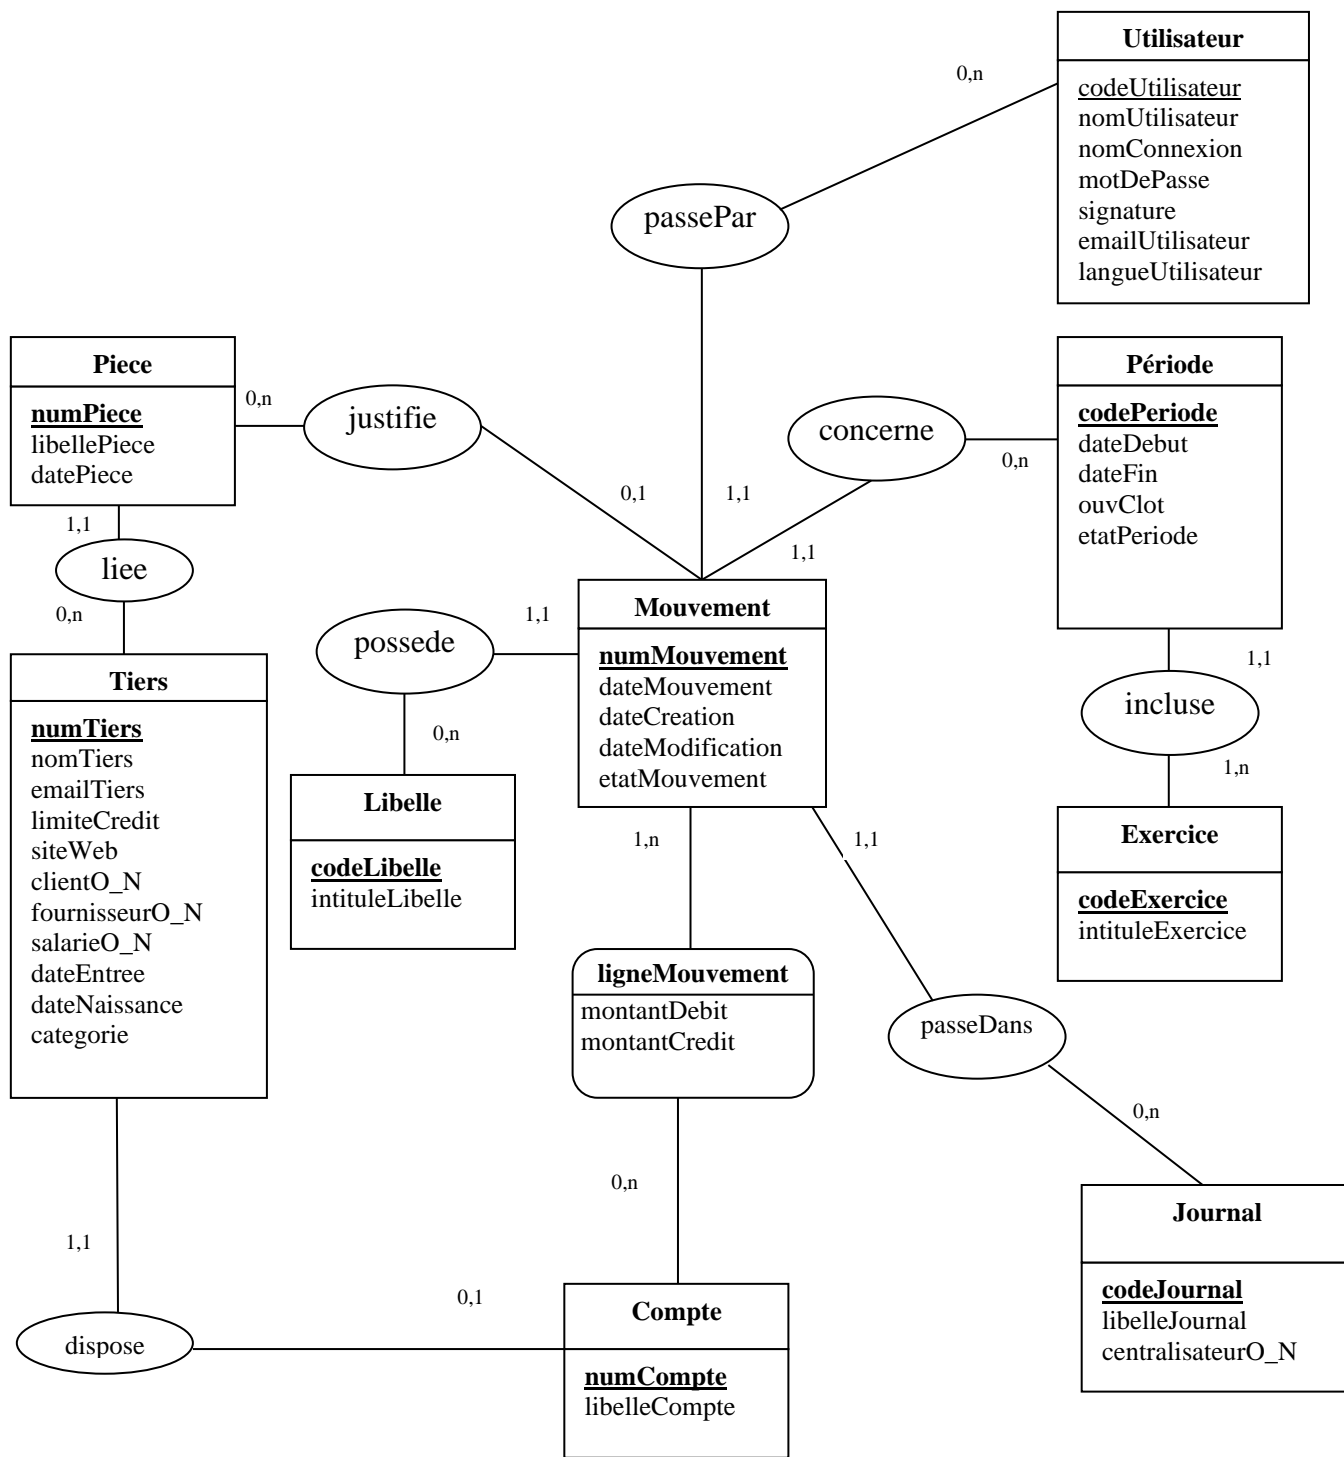 Utilisateur
codeUtilisateur
nomUtilisateur
nomConnexion
motDePasse
signature
emailUtilisateur
langueUtilisateur
0,n
passePar
1,1
Piece
numPiece
libellePiece
datePiece
0,n
justifie
0,1
Période
codePeriode
dateDebut
dateFin
ouvClot
etatPeriode
concerne
0,n
1,1
1,1
liee
0,n
Mouvement
numMouvement
dateMouvement
dateCreation
dateModification
etatMouvement
possede
1,1
0,n
1,1
incluse
1,n
Tiers
numTiers
nomTiers
emailTiers
limiteCredit
siteWeb
clientO_N
fournisseurO_N
salarieO_N
dateEntree
dateNaissance
categorie
Libelle
codeLibelle
intituleLibelle
1,n
1,1
Exercice
codeExercice
intituleExercice
ligneMouvement
montantDebit
montantCredit
passeDans
0,n
0,n
Journal
codeJournal
libelleJournal
centralisateurO_N
1,1
dispose
0,1
Compte
numCompte
libelleCompte